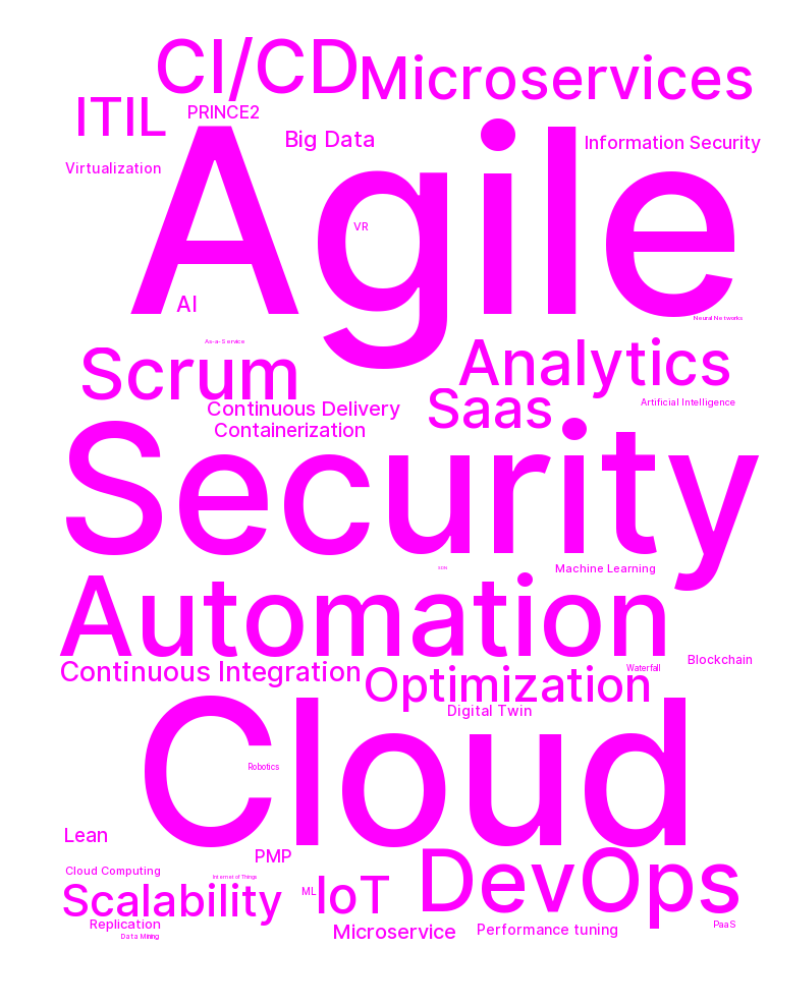 CI/CD
Microservices
ITIL
PRINCE2
Big Data
Information Security
Virtualization
Agile
VR
AI
Neural Networks
As-a-Service
Scrum
Analytics
Saas
Artificial Intelligence
Continuous Delivery
Containerization
Security
Machine Learning
Automation
Blockchain
Continuous Integration
Waterfall
Optimization
Digital Twin
Cloud
Robotics
Lean
PMP
DevOps
Cloud Computing
Internet of Things
ML
IoT
Scalability
Replication
PaaS
Microservice
Performance tuning
Data Mining